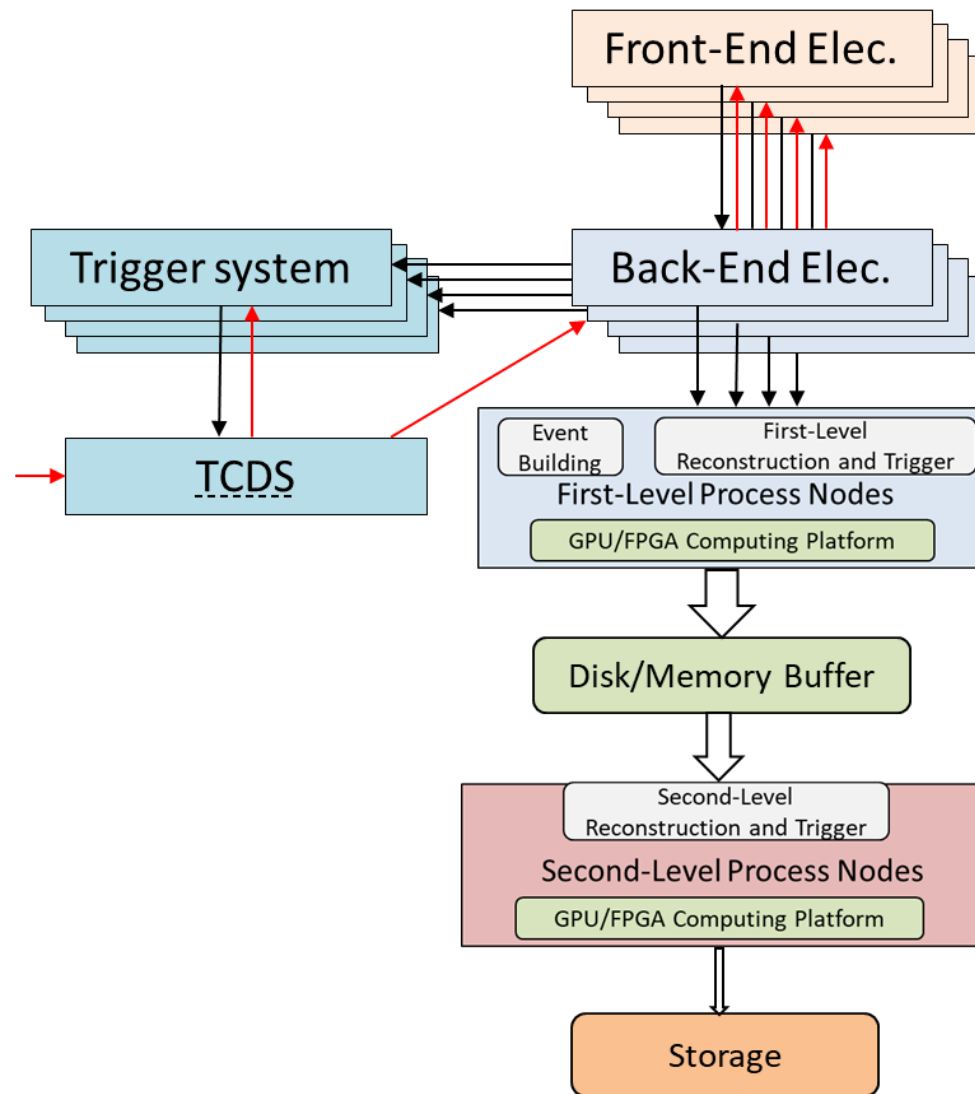 Front-End Elec.
Trigger system
Back-End Elec.
TCDS
Event
Building
First-Level
Reconstruction and Trigger
First-Level Process Nodes
GPU/FPGA Computing Platform
Disk/Memory Buffer
Second-Level
Reconstruction and Trigger
Second-Level Process Nodes
GPU/FPGA Computing Platform
Storage